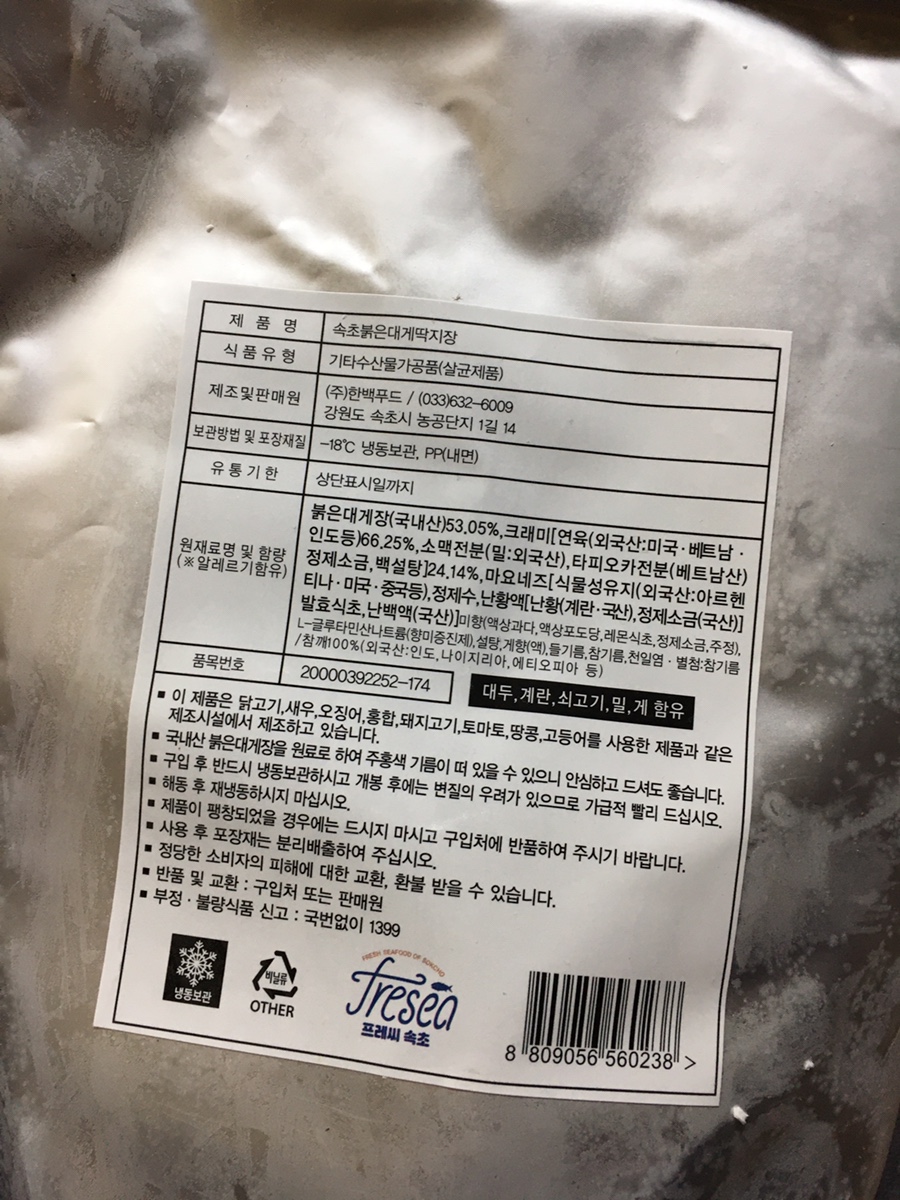 제 품 명 속초붉은대게딱지장
식 품 유 형 기타수산물가공품(살균제품)
제조및판매원 (주)한백푸드 / (033)632-6009
강원도 속초시 농공단지 1길 14
보관방법 및 포장재질 -18℃ 냉동보관, PP(내면)
유 통 기 한 상단표시일까지
원재료명 및 함량
(※알레르기함유)
붉은대게장(국내산)53.05%,크래미[연육(외국산:미국·베트남·
인도등)66.25%,소맥전분(밀:외국산),타피오카전분(베트남산)
정제소금,백설탕]24.14%,마요네즈[식물성유지(외국산:아르헨
티나·미국·중국등),정제수,난황액[난황(계란·국산),정제소금(국산)]
발효식초,난백액(국산)]미향(액상과다,액상포도당,레몬식초,정제소금,주정),
L-글루타민산나트륨(향미증진제),설탕,게향(액),들기름,참기름,천일염·별첨:참기름
/참깨100%(외국산:인도,나이지리아,에티오피아 등)
품목번호 20000392252-174
대두,계란,쇠고기,밀,게 함유
▪ 이 제품은 닭고기,새우,오징어,홍합,돼지고기,토마토,땅콩,고등어를 사용한 제품과 같은
제조시설에서 제조하고 있습니다.
▪ 국내산 붉은대게장을 원료로 하여 주홍색 기름이 떠 있을 수 있으니 안심하고 드셔도 좋습니다.
▪ 구입 후 반드시 냉동보관하시고 개봉 후에는 변질의 우려가 있으므로 가급적 빨리 드십시오.
▪ 해동 후 재냉동하시지 마십시오.
▪ 제품이 팽창되었을 경우에는 드시지 마시고 구입처에 반품하여 주시기 바랍니다.
▪ 사용 후 포장재는 분리배출하여 주십시오.
▪ 정당한 소비자의 피해에 대한 교환, 환불 받을 수 있습니다.
▪ 반품 및 교환 : 구입처 또는 판매원
▪ 부정·불량식품 신고 : 국번없이 1399
냉동보관
비닐류
OTHER
FRESH SEAFOOD OF SOKCHO
fresea
프레씨 속초
8 809056 560238 >